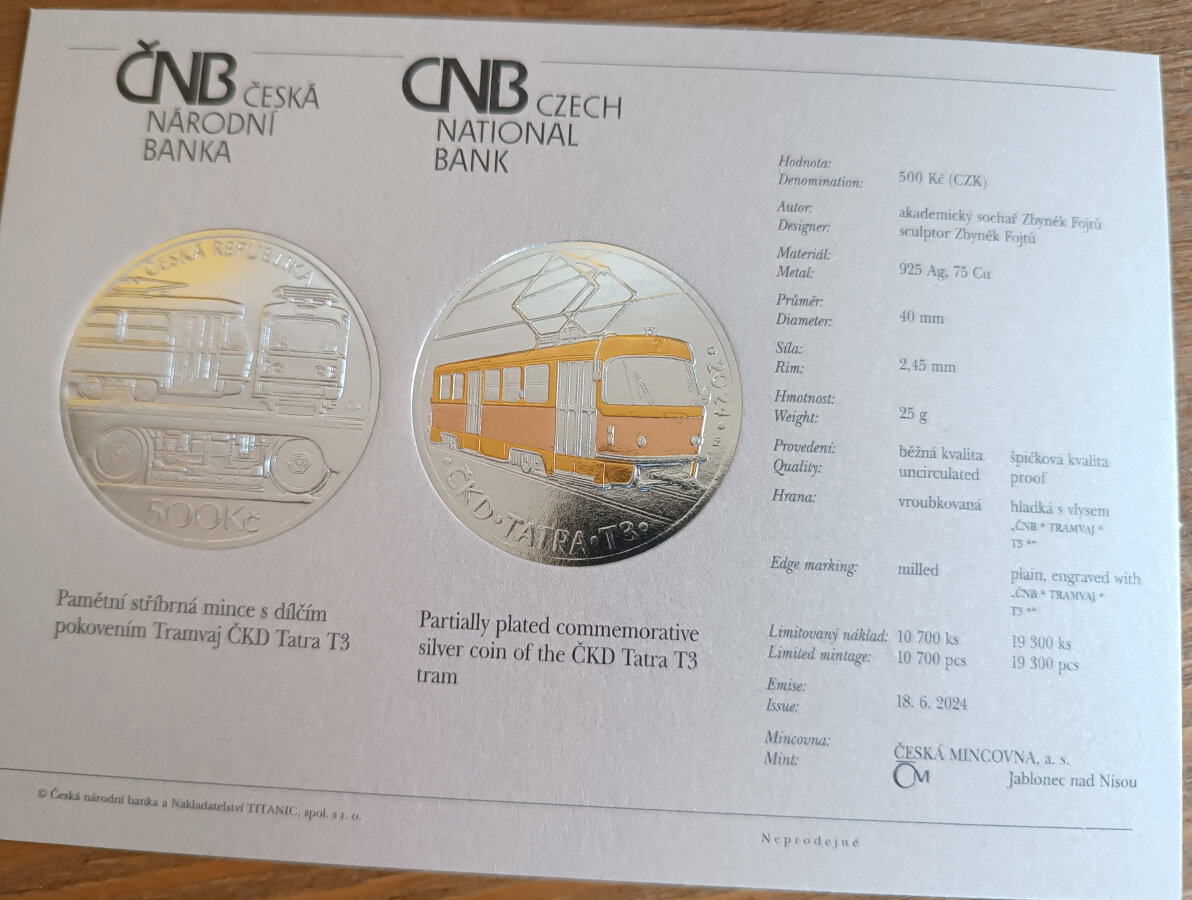 ČNB ČESKÁ
NÁRODNÍ
BANKA
CNB CZECH
NATIONAL
BANK
ČESKÁ REPUBLIKA
ČM
500Kč
2024
ČKD·TATRA·T3
Pamětní stříbrná mince s dílčím
pokovením Tramvaj ČKD Tatra T3
Partially plated commemorative
silver coin of the ČKD Tatra T3
tram
Hodnota:
Denomination: 500 Kč (CZK)
Autor: akademický sochař Zbyněk Fojtů
Designer: sculptor Zbyněk Fojtů
Materiál:
Metal: 925 Ag, 75 Cu
Průměr:
Diameter: 40 mm
Síla:
Rim: 2,45 mm
Hmotnost:
Weight: 25 g
Provedení: běžná kvalita špičková kvalita
Quality: uncirculated proof
Hrana: vroubkovaná hladká s vlysem
„ČNB * TRAMVAJ *
T3 *“
Edge marking: milled plain, engraved with
„ČNB * TRAMVAJ *
T3 *“
Limitovaný náklad: 10 700 ks 19 300 ks
Limited mintage: 10 700 pcs 19 300 pcs
Emise:
Issue: 18. 6. 2024
Mincovna: ČESKÁ MINCOVNA, a. s.
Mint: ČM Jablonec nad Nisou
© Česká národní banka a Nakladatelství TITANIC, spol. s r. o.
Neprodejné